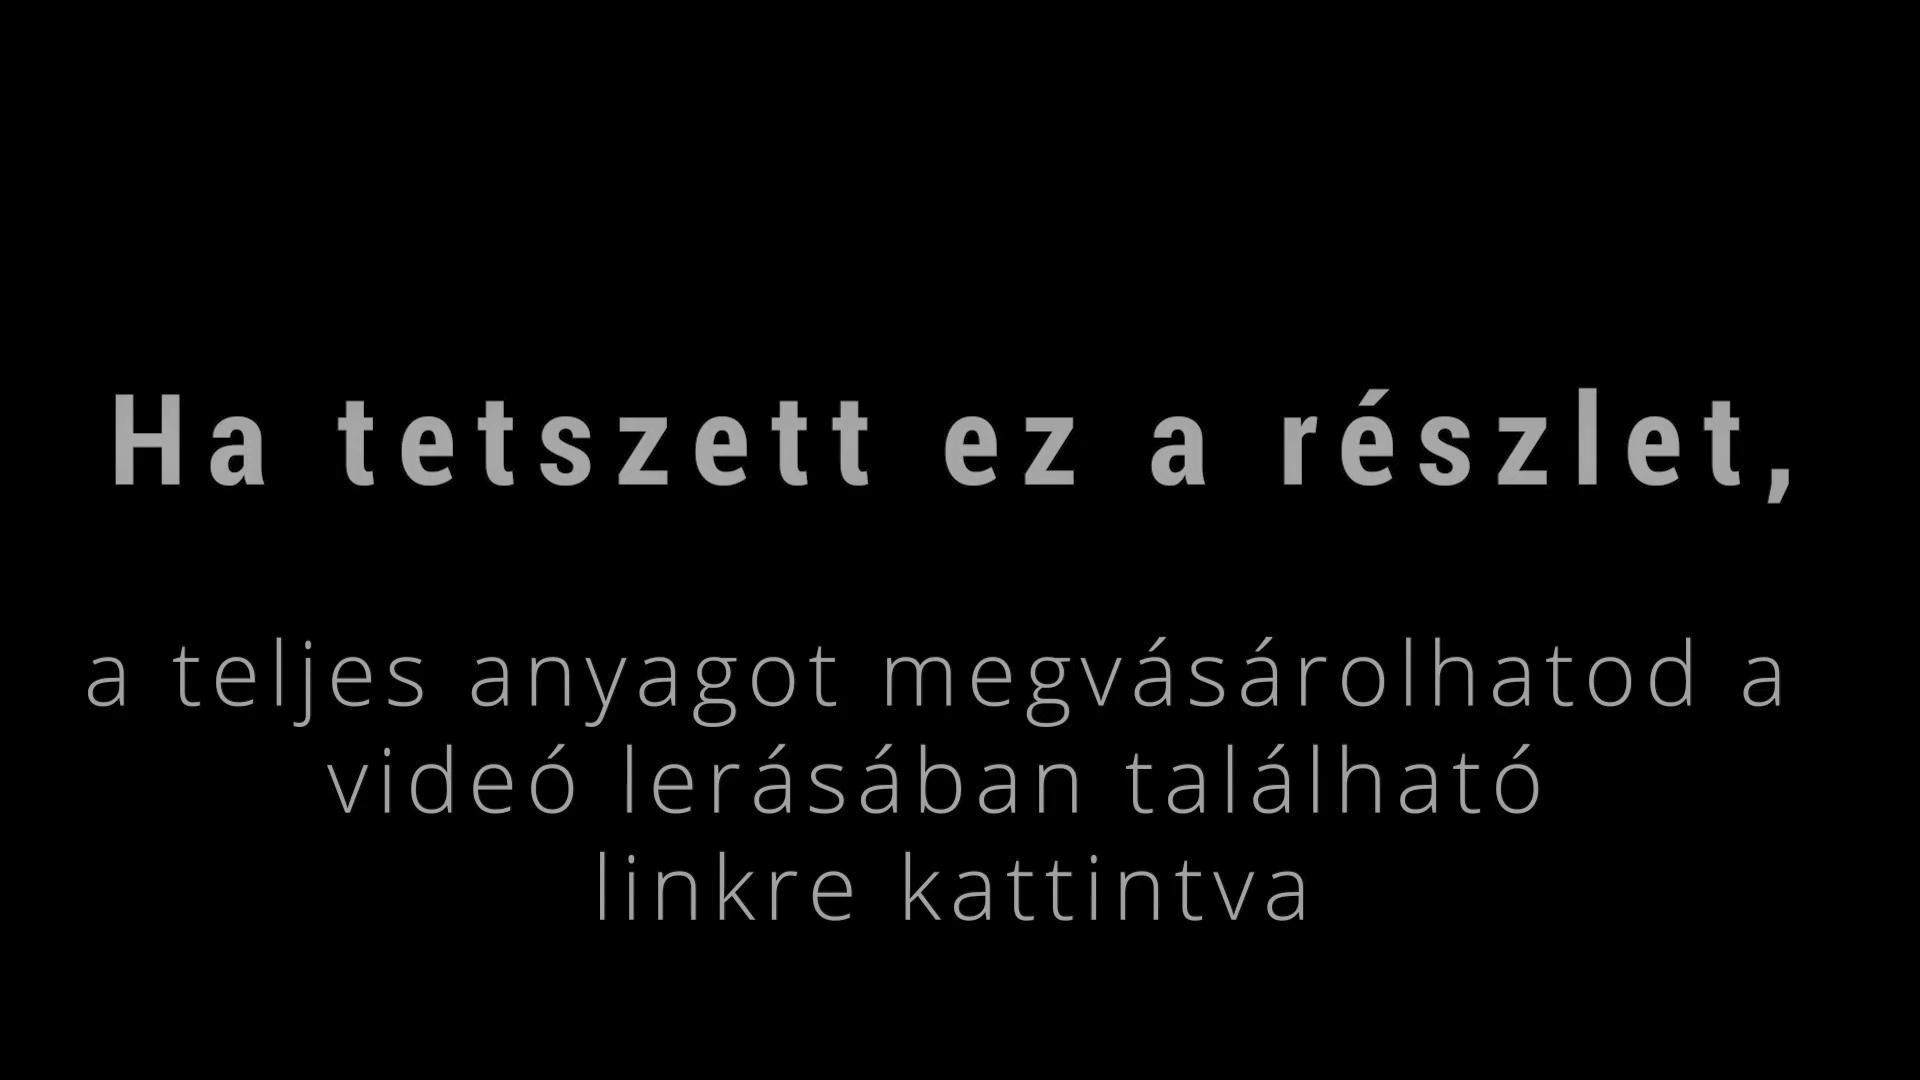 Ha tetszett ez a részlet,
a teljes anyagot megvásárolhatod a
videó lerásában található
linkre kattintva